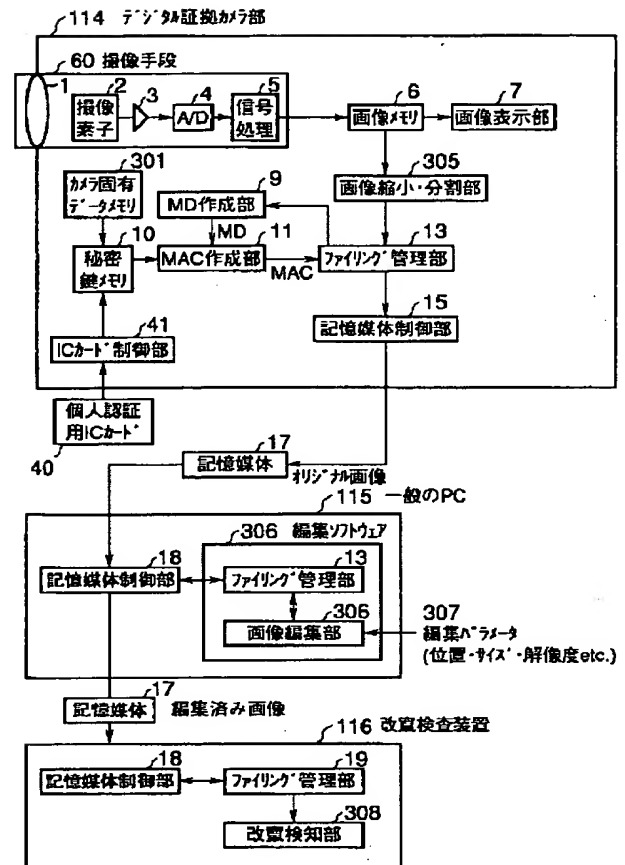 114 デジタル証拠カメラ部
60 撮像手段
1
2
3
4
5
6
7
撮像
素子
A/D
信号
処理
画像メモリ
画像表示部
301
カメラ固有
データメモリ
9
305
画像縮小・分割部
MD作成部
10
MD
11
13
秘密
鍵メモリ
MAC作成部
MAC
ファイリング管理部
41
15
ICカード制御部
記憶媒体制御部
個人認証
用ICカード
40
17
記憶媒体
オリジナル画像
115 一般のPC
306 編集ソフトウェア
18
13
記憶媒体制御部
ファイリング管理部
306
画像編集部
307
編集パラメータ
(位置・サイズ・解像度etc.)
17
記憶媒体
編集済み画像
116 改竄検査装置
18
19
記憶媒体制御部
ファイリング管理部
308
改竄検知部